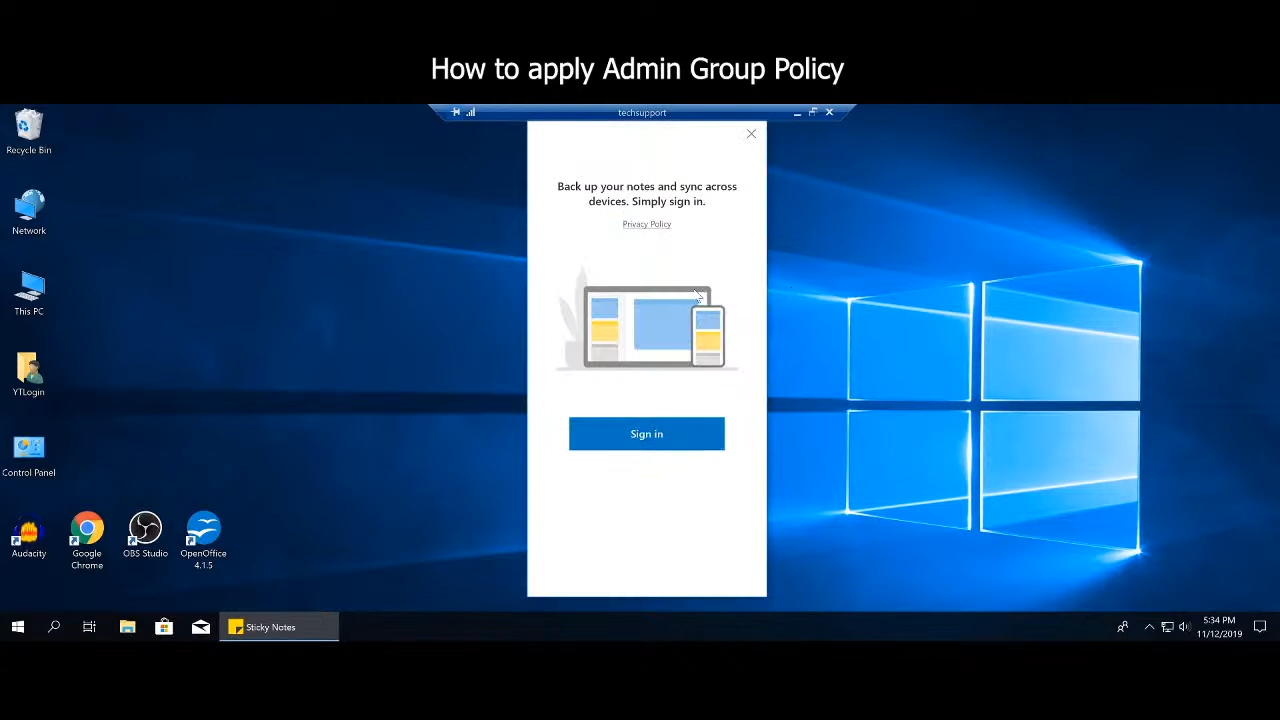 How to apply Admin Group Policy
techsupport
Recycle Bin
Back up your notes and sync across
devices. Simply sign in.
Privacy Policy
Network
This PC
YTLogin
Sign in
Control Panel
Audacity
Google
Chrome
OBS Studio
OpenOffice
4.1.5
Sticky Notes
5:34 PM
11/12/2019